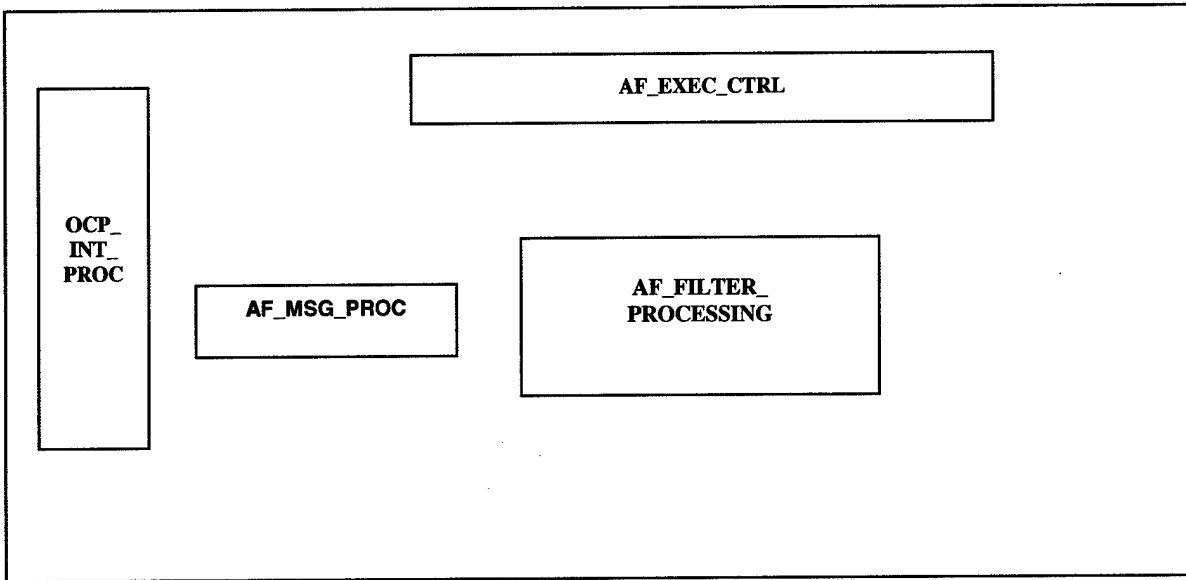 AF_EXEC_CTRL
OCP_
INT_
PROC
AF_MSG_PROC
AF_FILTER_
PROCESSING